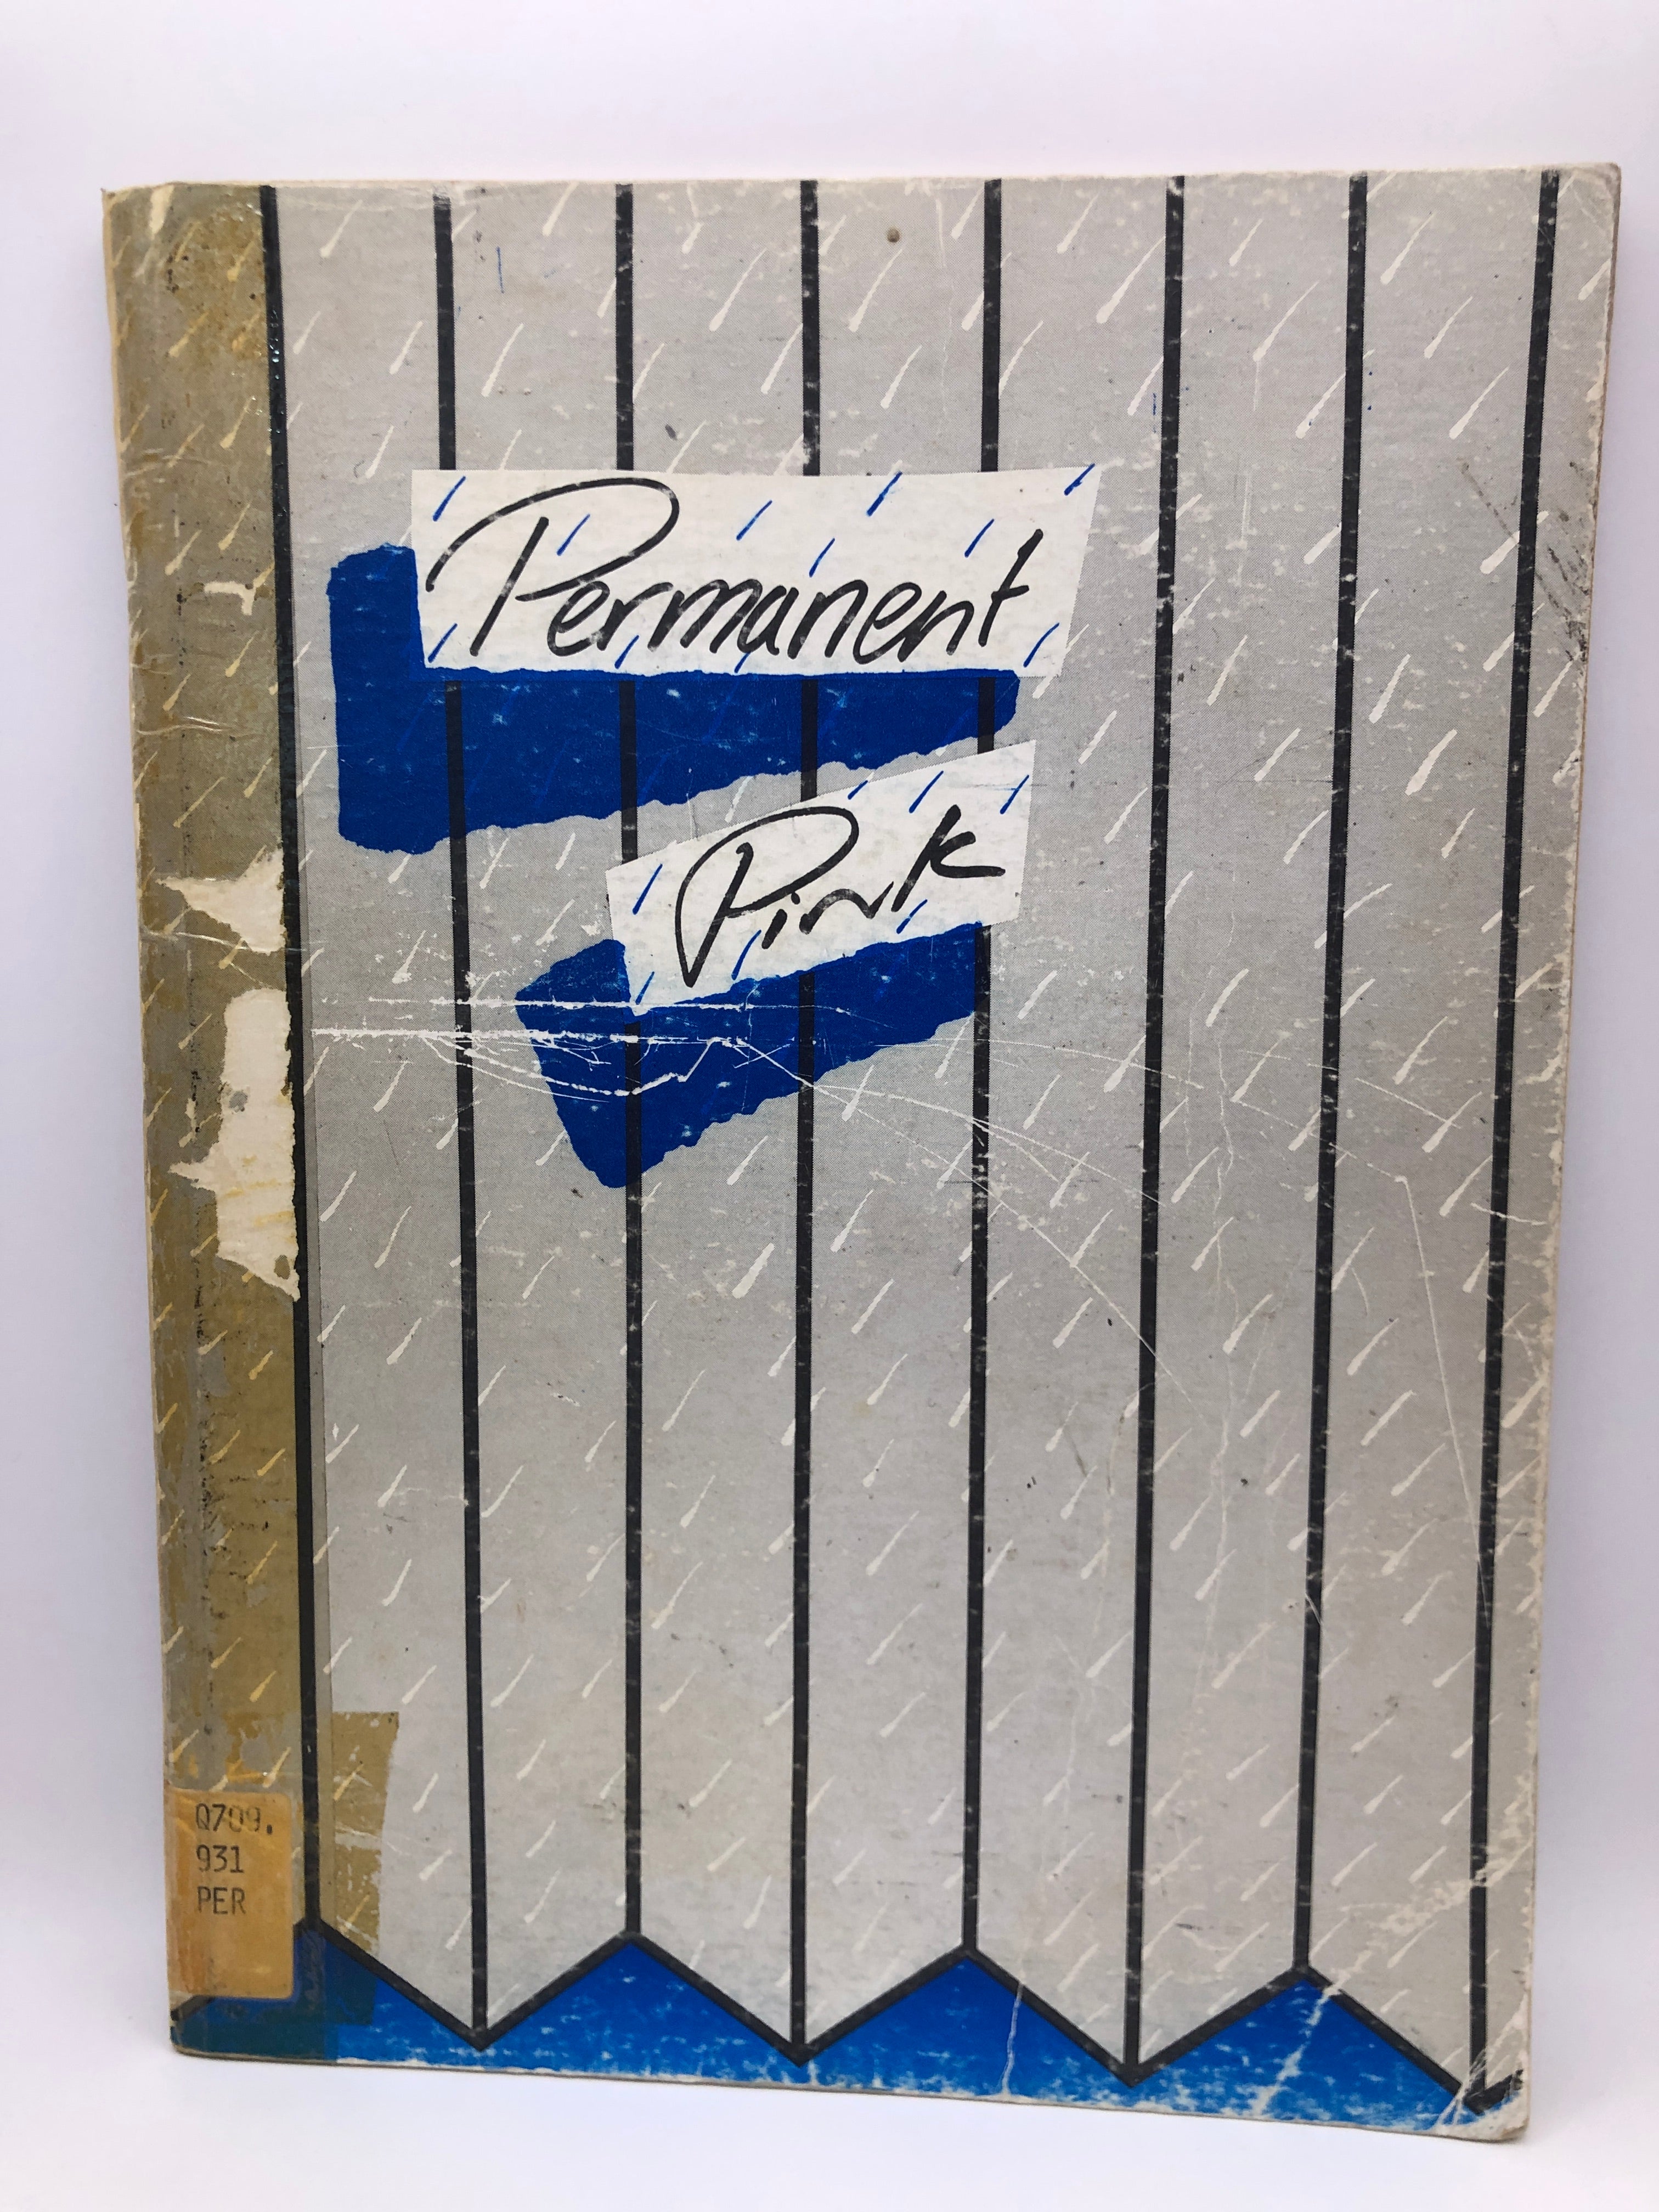 Permanent
Pink
Q709.
931
PER